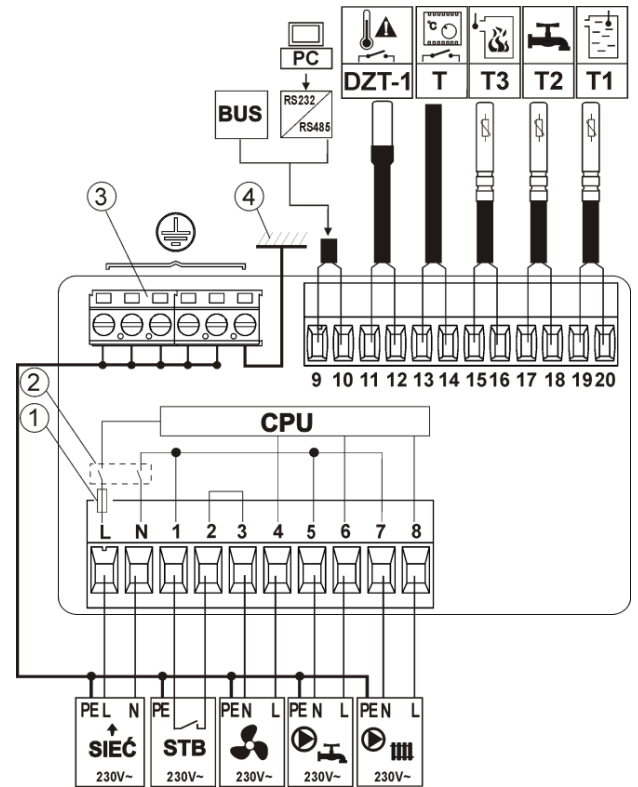 PC
DZT-1 T T3 T2 T1
°C
BUS
RS232
RS485
3
4
9 10 11 12 13 14 15 16 17 18 19 20
2
1
CPU
L N 1 2 3 4 5 6 7 8
PE L N
SIEĆ
230V~
PE
STB
230V~
PE N L
230V~
PE N L
230V~
PE N L
230V~